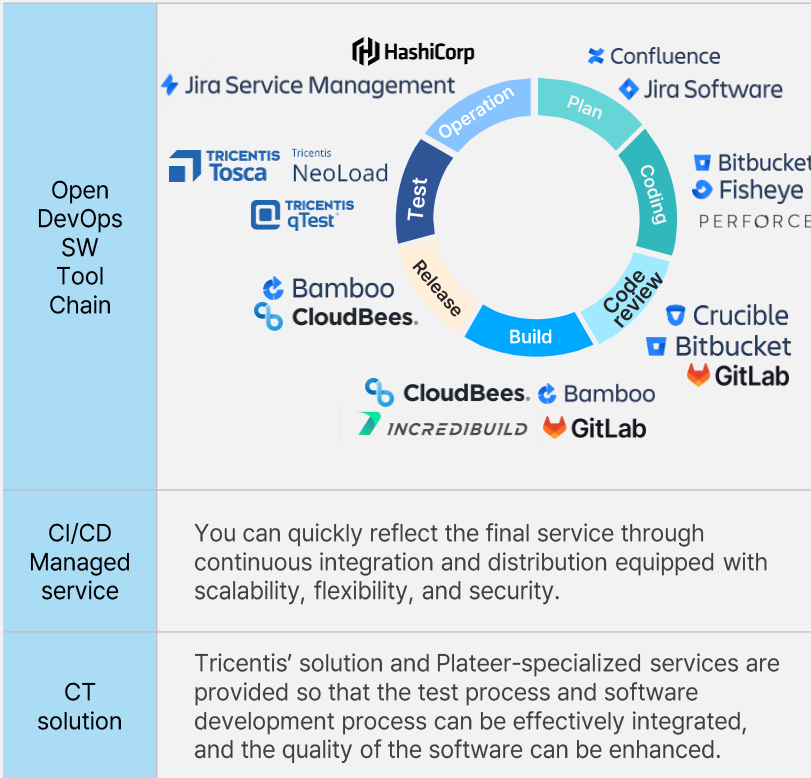 Open
DevOps
SW
Tool
Chain
HashiCorp
Jira Service Management
Confluence
Jira Software
Operation
Plan
Coding
Code
review
Build
Release
Test
TRICENTIS
Tosca
Tricentis
NeoLoad
TRICENTIS
qTest
Bitbucket
Fisheye
PERFORCE
Bamboo
CloudBees.
Crucible
Bitbucket
GitLab
CloudBees. Bamboo
INCREDIBUILD GitLab
CI/CD
Managed
service
You can quickly reflect the final service through
continuous integration and distribution equipped with
scalability, flexibility, and security.
CT
solution
Tricentis’ solution and Plateer-specialized services are
provided so that the test process and software
development process can be effectively integrated,
and the quality of the software can be enhanced.